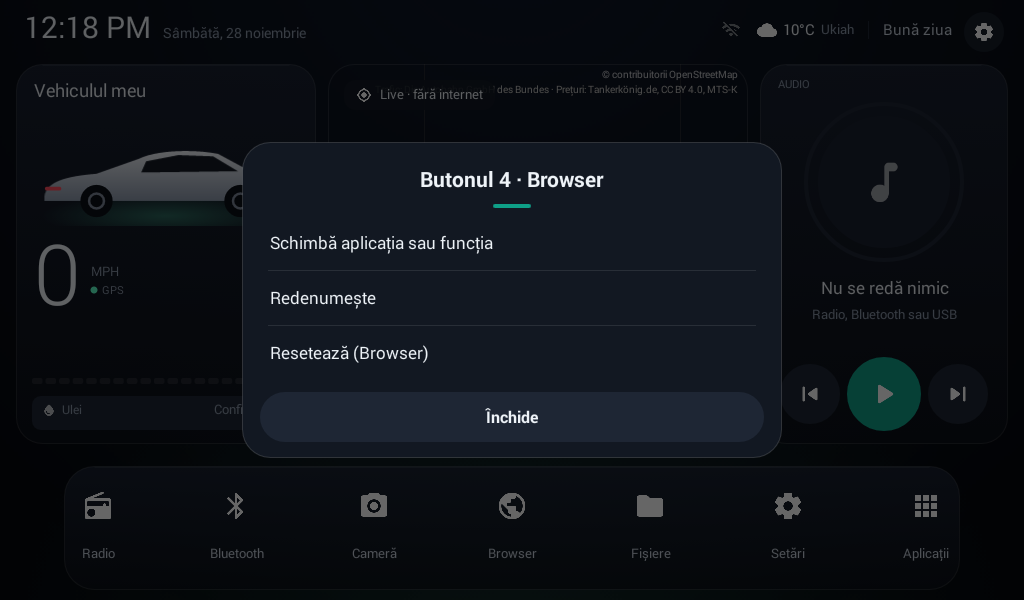 12:18 PM
Sâmbătă, 28 noiembrie
10°C Ukiah
Bună ziua
Vehiculul meu
© contribuitorii OpenStreetMap
Live · fără internet
des Bundes · Prețuri: Tankerkönig.de, CC BY 4.0, MTS-K
AUDIO
Butonul 4 · Browser
Schimbă aplicația sau funcția
Redenumește
Resetează (Browser)
Închide
0
MPH
GPS
Ulei
Nu se redă nimic
Radio, Bluetooth sau USB
Radio
Bluetooth
Cameră
Browser
Fișiere
Setări
Aplicații